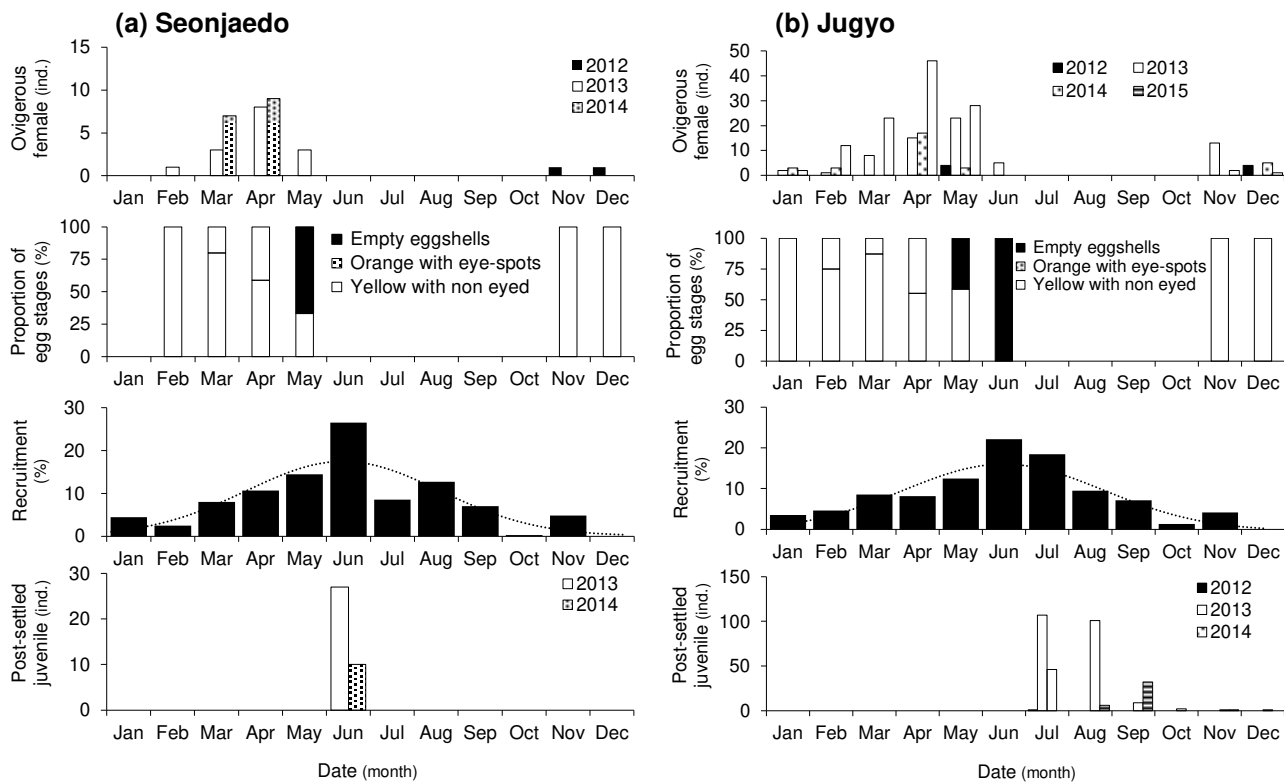 (a) Seonjaedo
Ovigerous
female (ind.)
15
10
5
0
2012
2013
2014
Jan Feb Mar Apr May Jun Jul Aug Sep Oct Nov Dec
Proportion of
egg stages (%)
100
75
50
25
0
Empty eggshells
Orange with eye-spots
Yellow with non eyed
Jan Feb Mar Apr May Jun Jul Aug Sep Oct Nov Dec
Recruitment
(%)
30
20
10
0
Jan Feb Mar Apr May Jun Jul Aug Sep Oct Nov Dec
Post-settled
juvenile (ind.)
30
20
10
0
2013
2014
Jan Feb Mar Apr May Jun Jul Aug Sep Oct Nov Dec
Date (month)
(b) Jugyo
Ovigerous
female (ind.)
50
40
30
20
10
0
2012 2013
2014 2015
Jan Feb Mar Apr May Jun Jul Aug Sep Oct Nov Dec
Proportion of
egg stages (%)
100
75
50
25
0
Empty eggshells
Orange with eye-spots
Yellow with non eyed
Jan Feb Mar Apr May Jun Jul Aug Sep Oct Nov Dec
Recruitment
(%)
30
20
10
0
Jan Feb Mar Apr May Jun Jul Aug Sep Oct Nov Dec
Post-settled
juvenile (ind.)
150
100
50
0
2012
2013
2014
Jan Feb Mar Apr May Jun Jul Aug Sep Oct Nov Dec
Date (month)